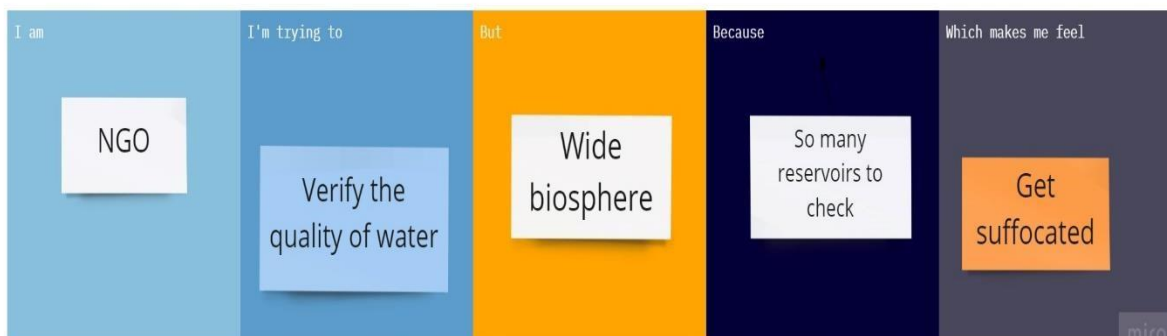 I am
NGO
I'm trying to
Verify the
quality of water
But
Wide
biosphere
Because
So many
reservoirs to
check
Which makes me feel
Get
suffocated
miro